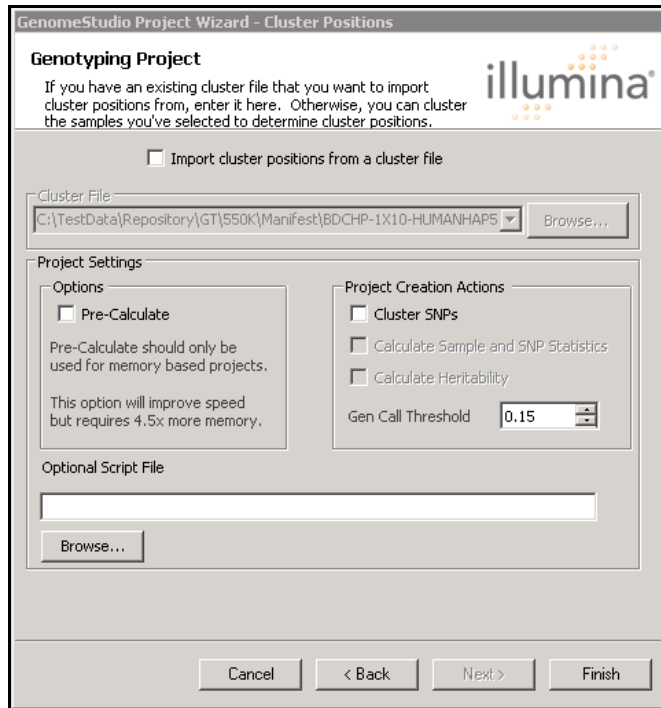 GenomeStudio Project Wizard - Cluster Positions
Genotyping Project
If you have an existing cluster file that you want to import
cluster positions from, enter it here. Otherwise, you can cluster
the samples you've selected to determine cluster positions.
illumina®
Import cluster positions from a cluster file
Cluster File
C:\TestData\Repository\GT\550K\Manifest\BDCHP-1X10-HUMANHAP5
Browse...
Project Settings
Options
Pre-Calculate
Pre-Calculate should only be
used for memory based projects.
This option will improve speed
but requires 4.5x more memory.
Project Creation Actions
Cluster SNPs
Calculate Sample and SNP Statistics
Calculate Heritability
Gen Call Threshold 0.15
Optional Script File
Browse...
Cancel < Back Next > Finish